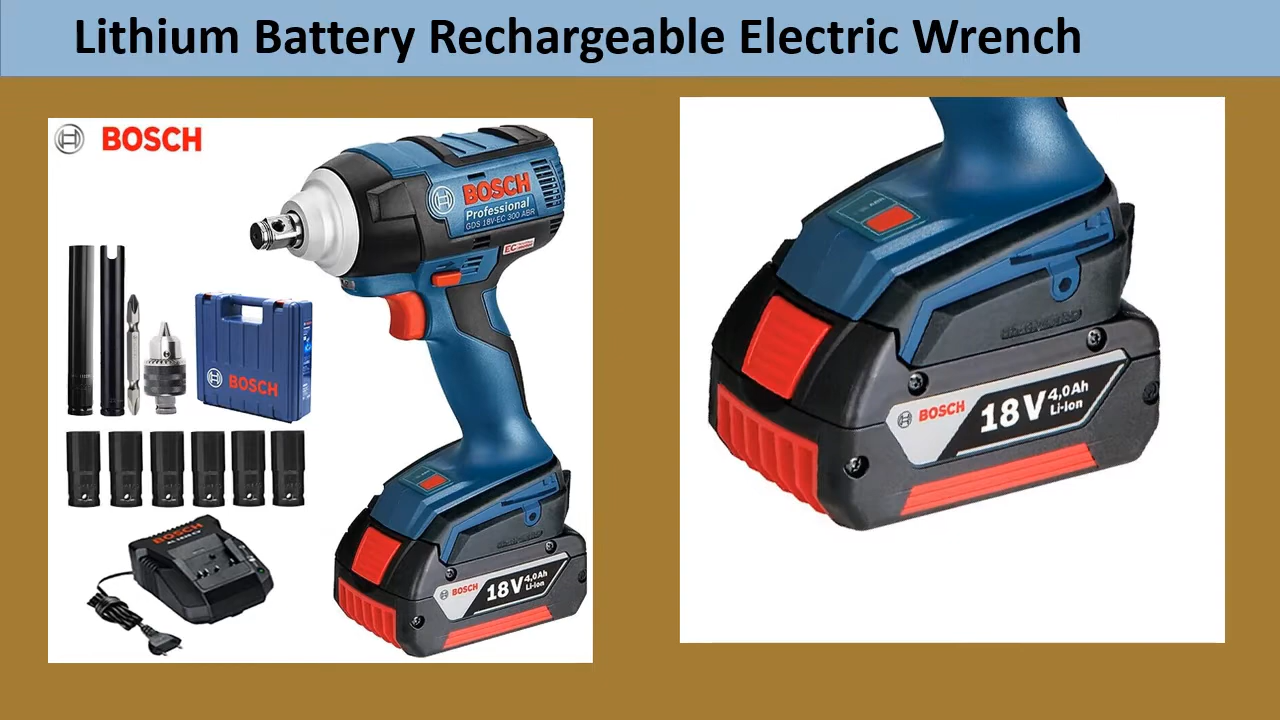 Lithium Battery Rechargeable Electric Wrench
BOSCH
BOSCH
Professional
GDS 18V-EC 300 ABR
EC
BOSCH
BOSCH
BOSCH
18V
4,0Ah
Li-Ion
BOSCH
18V
4,0Ah
Li-Ion